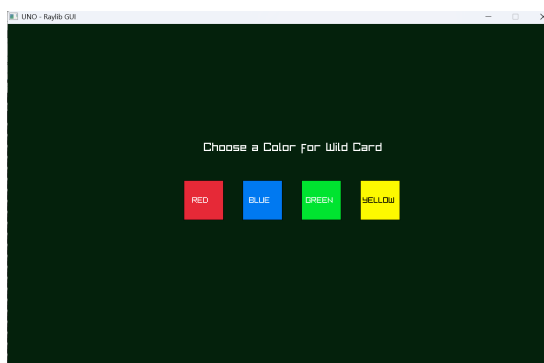 UNO - Raylib GUI
Choose a Color for Wild Card
RED BLUE GREEN YELLOW